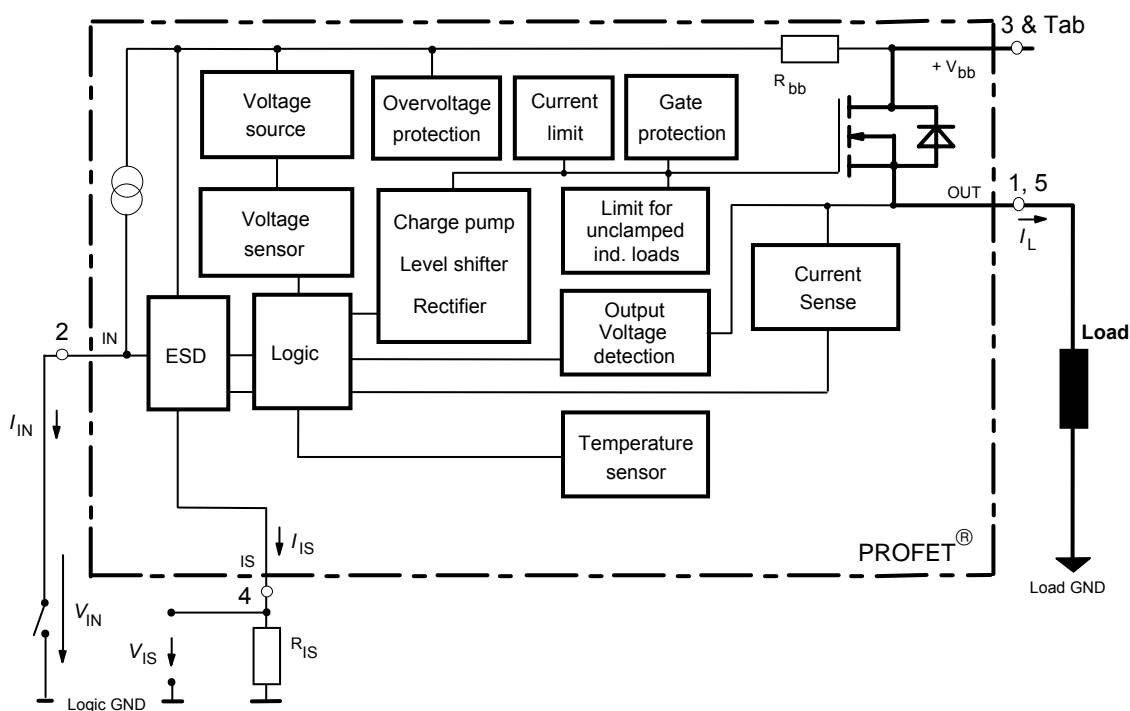 3 & Tab
R bb
+ V bb
Voltage
source
Overvoltage
protection
Current
limit
Gate
protection
Voltage
sensor
Charge pump
Level shifter
Rectifier
Limit for
unclamped
ind. loads
OUT
1, 5
I L
Current
Sense
2
IN
ESD
Logic
Output
Voltage
detection
Load
I IN
Temperature
sensor
I IS
IS
PROFET ®
4
Load GND
V IN
V IS
R IS
Logic GND